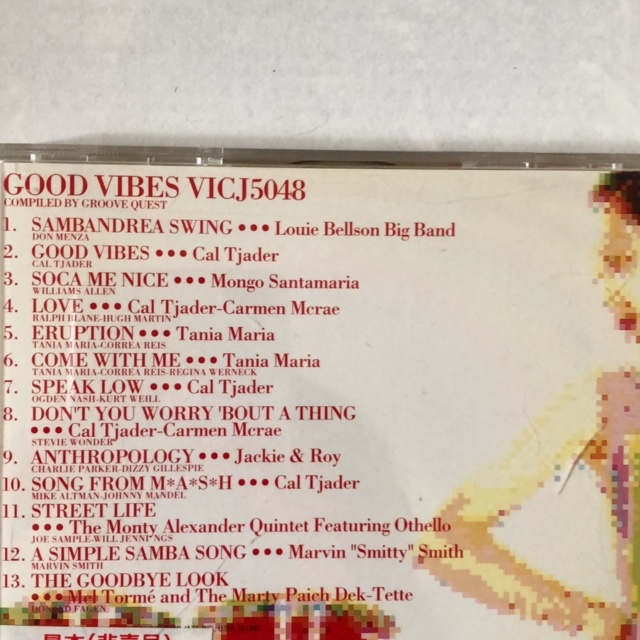 GOOD VIBES VICJ5048
COMPILED BY GROOVE QUEST
1. SAMBANDREA SWING ••• Louie Bellson Big Band
DON MENZA
2. GOOD VIBES ••• Cal Tjader
CAL TJADER
3. SOCA ME NICE ••• Mongo Santamaria
WILLIAMS ALLEN
4. LOVE ••• Cal Tjader-Carmen Mcrae
RALPH BLANE-HUGH MARTIN
5. ERUPTION ••• Tania Maria
TANIA MARIA-CORREA REIS
6. COME WITH ME ••• Tania Maria
TANIA MARIA-CORREA REIS-REGINA WERNECK
7. SPEAK LOW ••• Cal Tjader
OGDEN NASH-KURT WEILL
8. DON'T YOU WORRY 'BOUT A THING
••• Cal Tjader-Carmen Mcrae
STEVIE WONDER
9. ANTHROPOLOGY ••• Jackie & Roy
CHARLIE PARKER-DIZZY GILLESPIE
10. SONG FROM M*A*S*H ••• Cal Tjader
MIKE ALTMAN-JOHNNY MANDEL
11. STREET LIFE
••• The Monty Alexander Quintet Featuring Othello
JOE SAMPLE-WILL JENNINGS
12. A SIMPLE SAMBA SONG ••• Marvin "Smitty" Smith
MARVIN SMITH
13. THE GOODBYE LOOK
••• Mel Tormé and The Marty Paich Dek-Tette
DONALD FAGEN
見本(非売品)